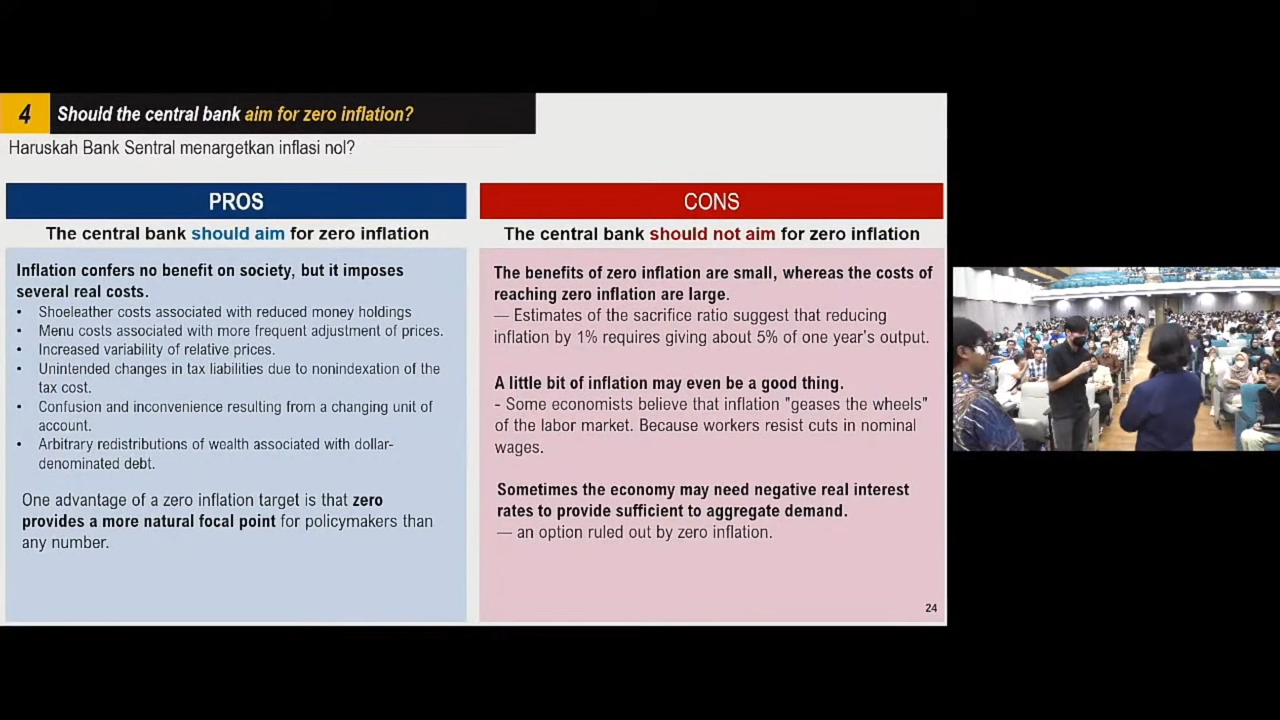 4
Should the central bank aim for zero inflation?
Haruskah Bank Sentral menargetkan inflasi nol?
PROS
The central bank should aim for zero inflation
Inflation confers no benefit on society, but it imposes
several real costs.
• Shoeleather costs associated with reduced money holdings
• Menu costs associated with more frequent adjustment of prices.
• Increased variability of relative prices.
• Unintended changes in tax liabilities due to nonindexation of the
tax cost.
• Confusion and inconvenience resulting from a changing unit of
account.
• Arbitrary redistributions of wealth associated with dollar-
denominated debt.
One advantage of a zero inflation target is that zero
provides a more natural focal point for policymakers than
any number.
CONS
The central bank should not aim for zero inflation
The benefits of zero inflation are small, whereas the costs of
reaching zero inflation are large.
— Estimates of the sacrifice ratio suggest that reducing
inflation by 1% requires giving about 5% of one year's output.
A little bit of inflation may even be a good thing.
- Some economists believe that inflation "geases the wheels"
of the labor market. Because workers resist cuts in nominal
wages.
Sometimes the economy may need negative real interest
rates to provide sufficient to aggregate demand.
— an option ruled out by zero inflation.
24